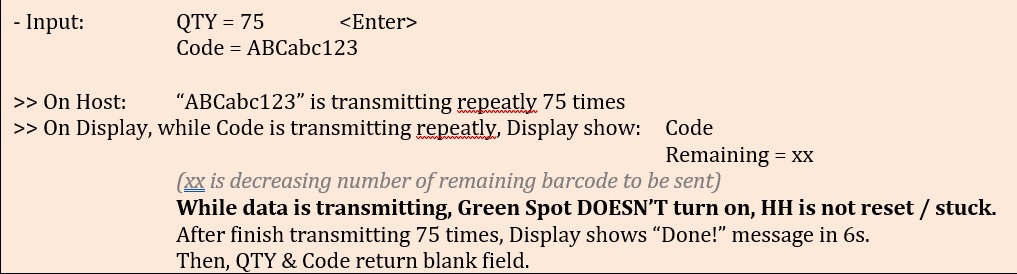 - Input: QTY = 75 <Enter>
Code = ABCabc123
>> On Host: “ABCabc123” is transmitting repeatly 75 times
>> On Display, while Code is transmitting repeatly, Display show: Code
Remaining = xx
(xx is decreasing number of remaining barcode to be sent)
While data is transmitting, Green Spot DOESN’T turn on, HH is not reset / stuck.
After finish transmitting 75 times, Display shows “Done!” message in 6s.
Then, QTY & Code return blank field.